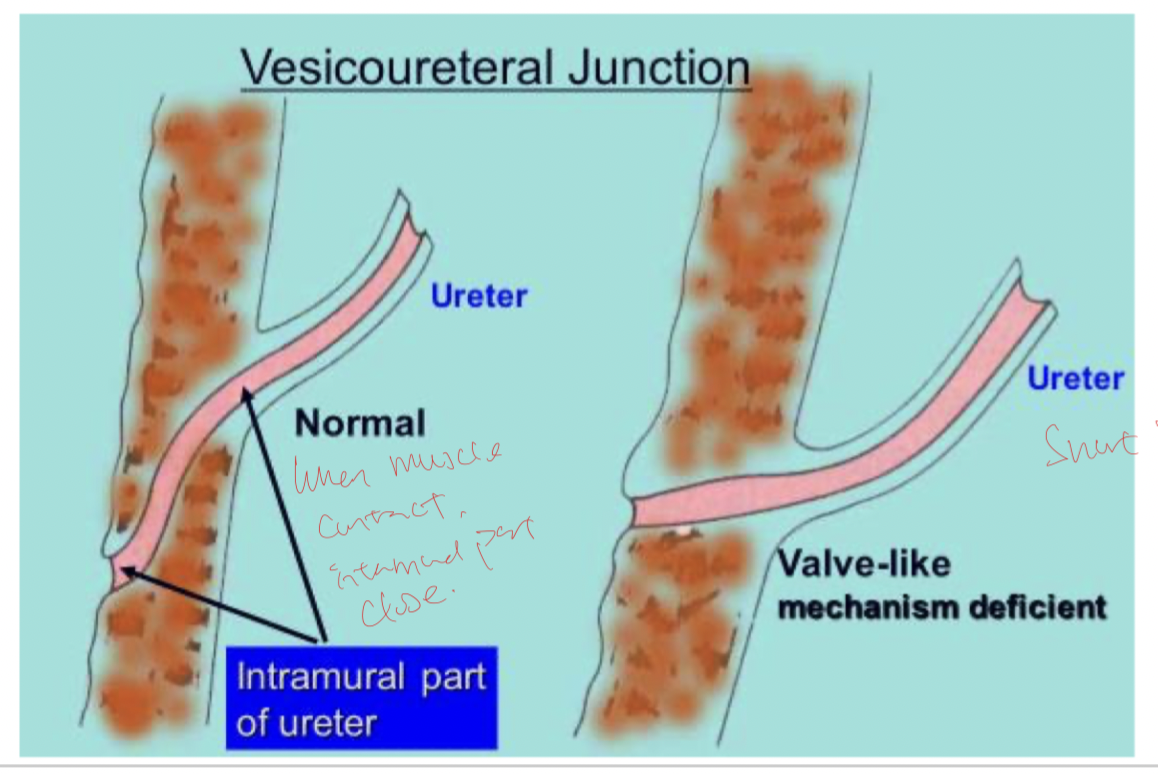 Vesicoureteral Junction
Ureter
Normal
When muscle
contract,
intramural part
close.
Intramural part
of ureter
Ureter
Short
Valve-like
mechanism deficient